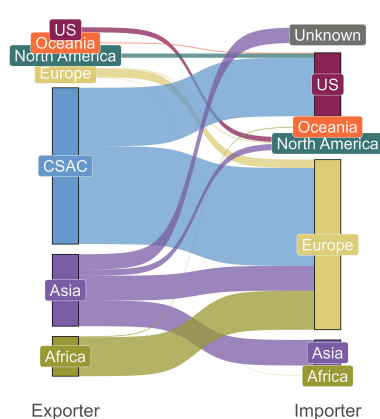 US
Oceania
North America
Europe
CSAC
Asia
Africa
Exporter
Unknown
US
Oceania
North America
Europe
Asia
Africa
Importer